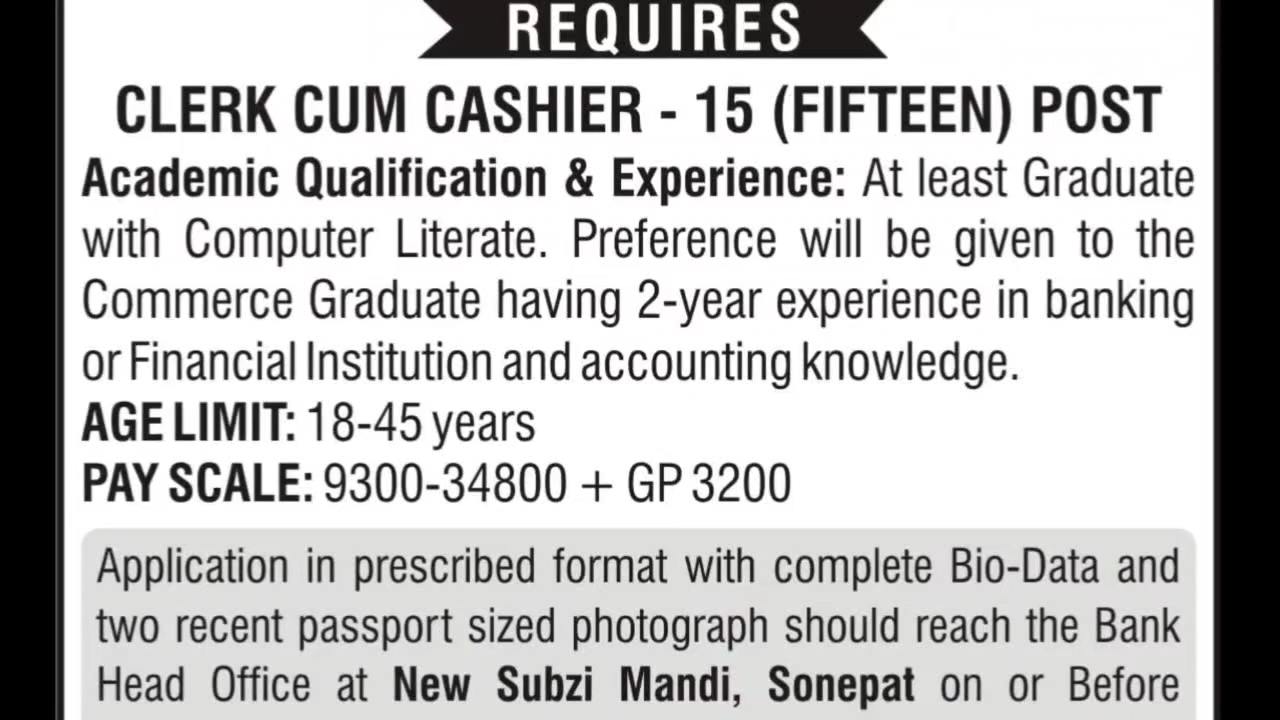 REQUIRES
CLERK CUM CASHIER - 15 (FIFTEEN) POST
Academic Qualification & Experience: At least Graduate
with Computer Literate. Preference will be given to the
Commerce Graduate having 2-year experience in banking
or Financial Institution and accounting knowledge.
AGE LIMIT: 18-45 years
PAY SCALE: 9300-34800 + GP 3200
Application in prescribed format with complete Bio-Data and
two recent passport sized photograph should reach the Bank
Head Office at New Subzi Mandi, Sonepat on or Before